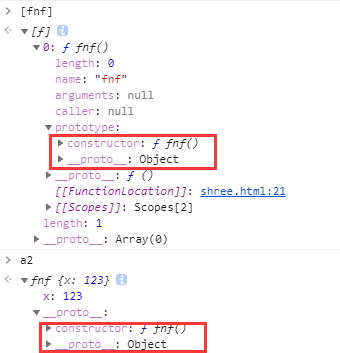 [fnf]
[ƒ]
0: ƒ fnf()
length: 0
name: "fnf"
arguments: null
caller: null
prototype:
constructor: ƒ fnf()
__proto__: Object
__proto__: ƒ ()
[[FunctionLocation]]: shree.html:21
[[Scopes]]: Scopes[2]
length: 1
__proto__: Array(0)
a2
fnf {x: 123}
x: 123
__proto__:
constructor: ƒ fnf()
__proto__: Object